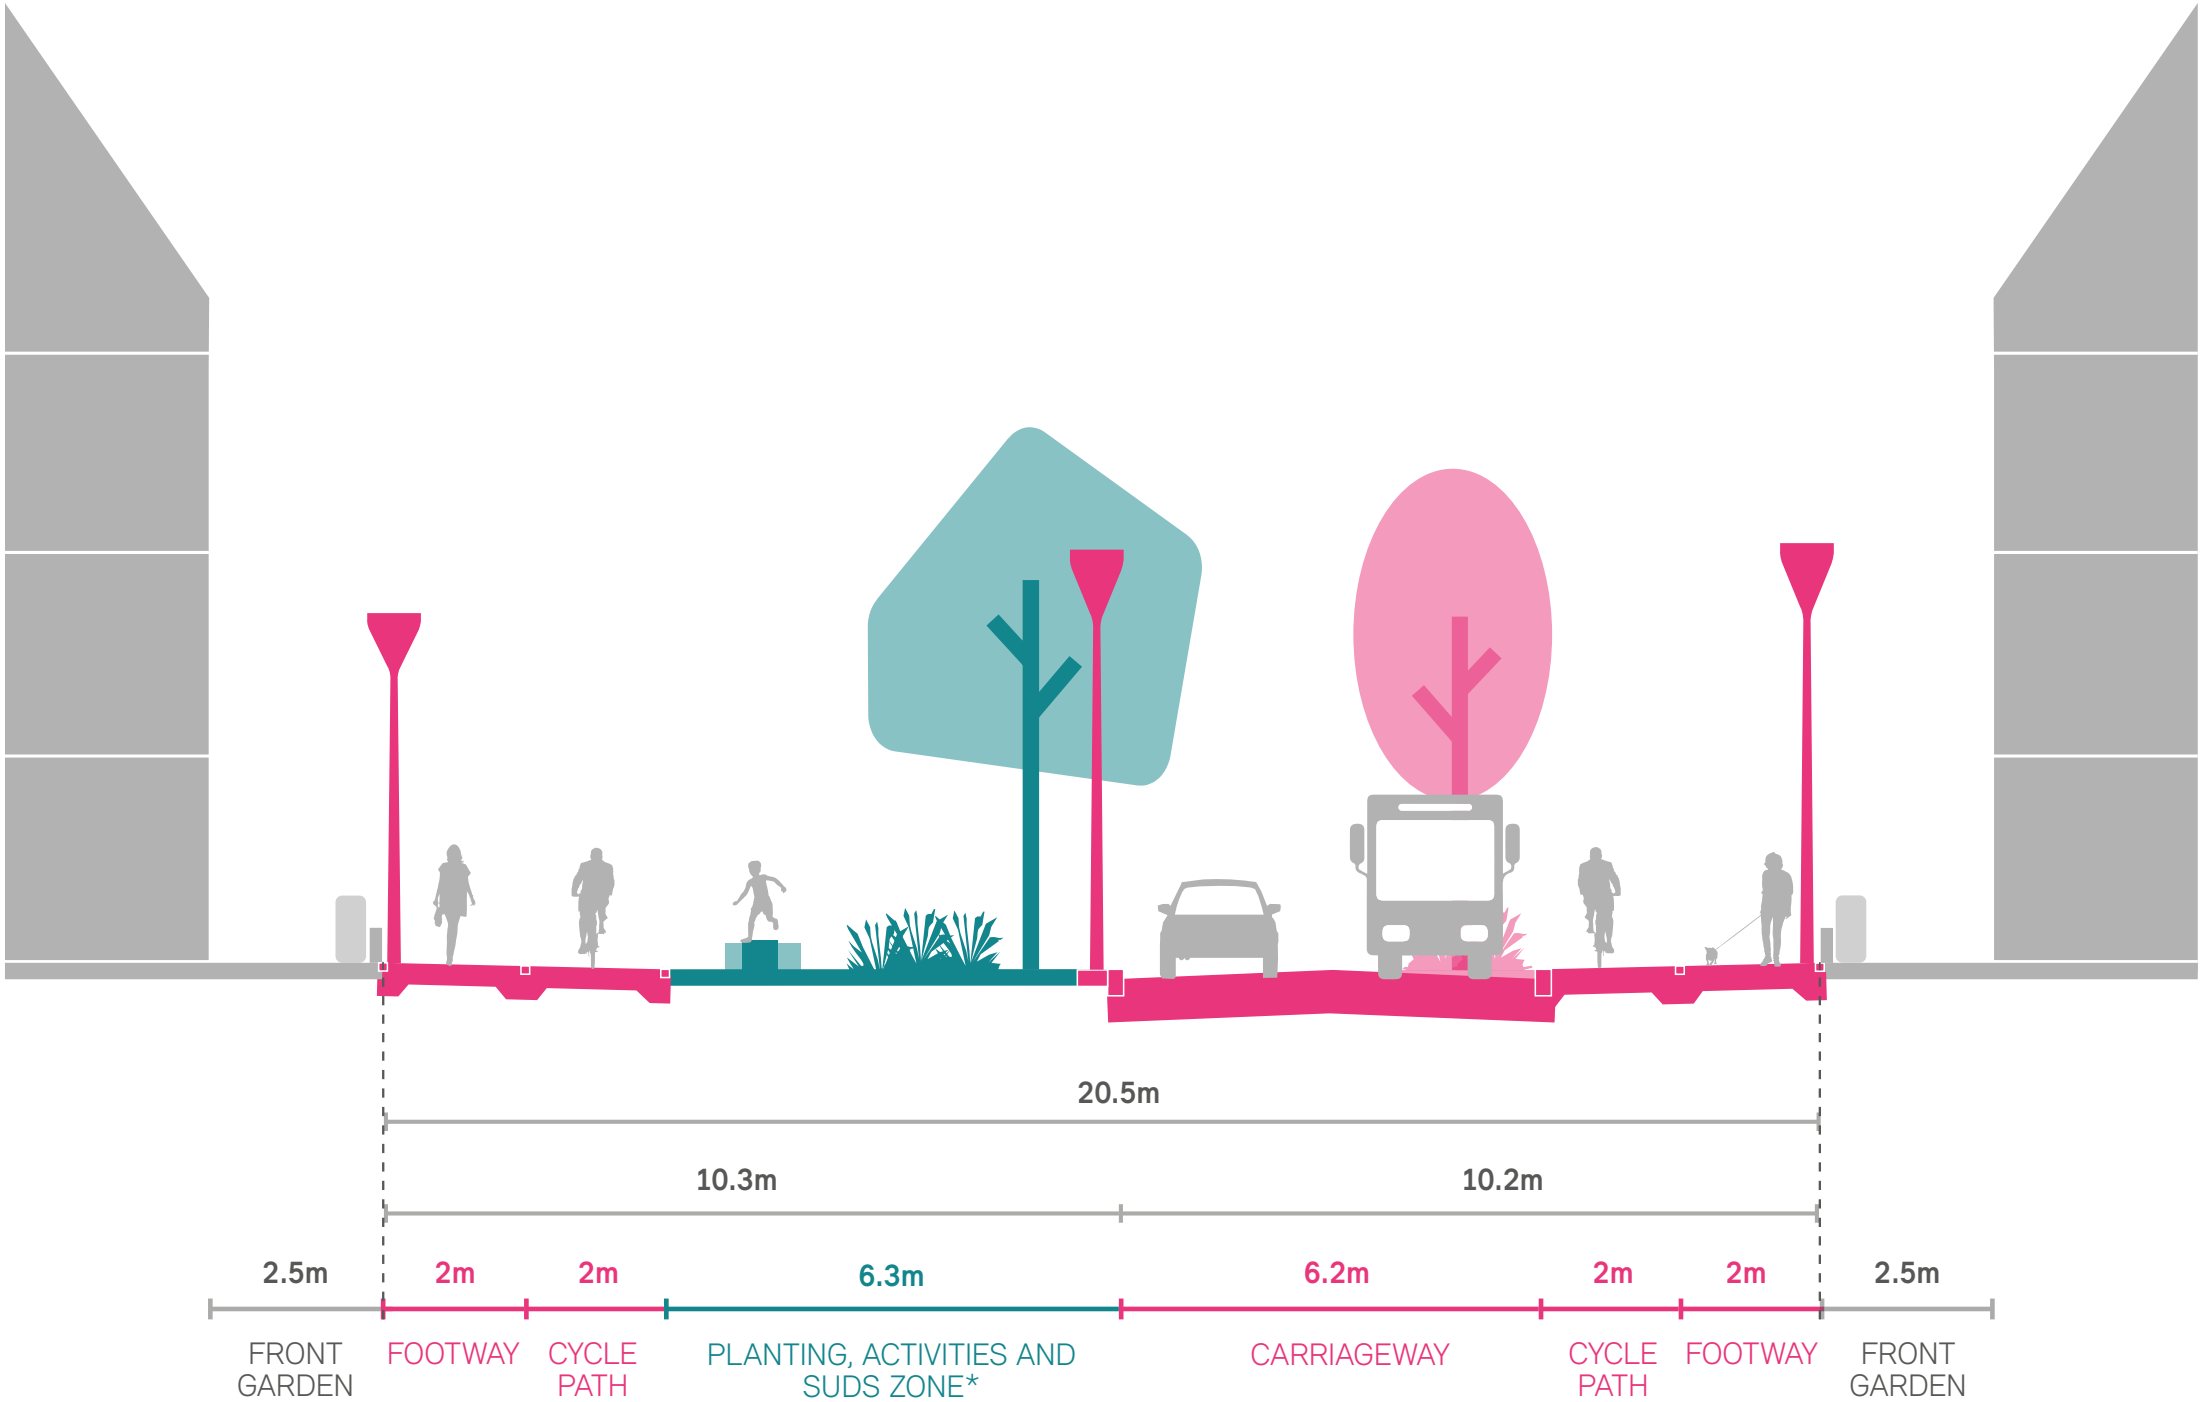 20.5m
10.3m
10.2m
2.5m
2m
2m
6.3m
6.2m
2m
2m
2.5m
FRONT
GARDEN
FOOTWAY
CYCLE
PATH
PLANTING, ACTIVITIES AND
SUDS ZONE*
CARRIAGEWAY
CYCLE
PATH
FOOTWAY
FRONT
GARDEN